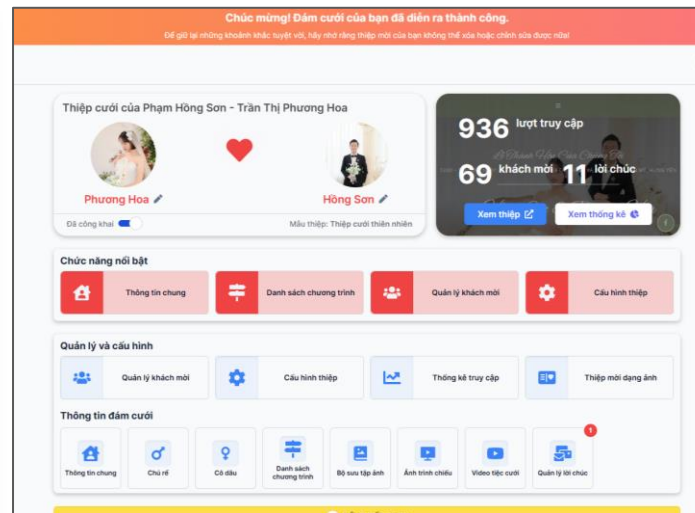 Chúc mừng! Đám cưới của bạn đã diễn ra thành công.
Để giữ lại những khoảnh khắc tuyệt vời, hãy nhớ rằng thiệp mời của bạn không thể xóa hoặc chỉnh sửa được nữa!
Thiệp cưới của Phạm Hồng Sơn - Trần Thị Phương Hoa
Phương Hoa
Hồng Sơn
Đã công khai
Mẫu thiệp: Thiệp cưới thiên nhiên
936 lượt truy cập
69 khách mời 11 lời chúc
Xem thiệp
Xem thống kê
Chức năng nổi bật
Thông tin chung
Danh sách chương trình
Quản lý khách mời
Cấu hình thiệp
Quản lý và cấu hình
Quản lý khách mời
Cấu hình thiệp
Thống kê truy cập
Thiệp mời dạng ảnh
Thông tin đám cưới
1
Thông tin chung
Chú rể
Cô dâu
Danh sách
chương trình
Bộ sưu tập ảnh
Ảnh trình chiếu
Video tiệc cưới
Quản lý lời chúc